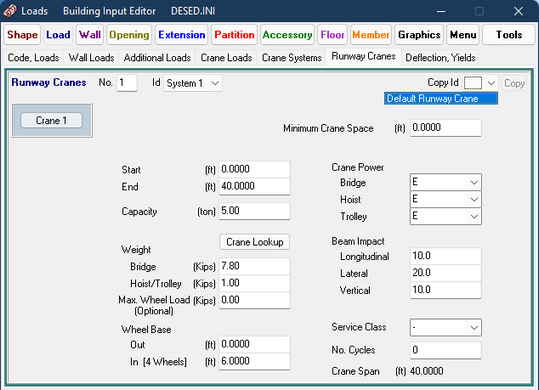 Loads Building Input Editor DESED.INI
Shape Load Wall Opening Extension Partition Accessory Floor Member Graphics Menu Tools
Code, Loads Wall Loads Additional Loads Crane Loads Crane Systems Runway Cranes Deflection, Yields
Runway Cranes No. 1 Id System 1 Copy Id Copy
Default Runway Crane
Crane 1
Minimum Crane Space (ft) 0.0000
Start (ft) 0.0000
End (ft) 40.0000
Capacity (ton) 5.00
Crane Lookup
Weight
Bridge (Kips) 7.80
Hoist/Trolley (Kips) 1.00
Max. Wheel Load (Kips) 0.00
(Optional)
Wheel Base
Out (ft) 0.0000
In [4 Wheels] (ft) 6.0000
Crane Power
Bridge E
Hoist E
Trolley E
Beam Impact
Longitudinal 10.0
Lateral 20.0
Vertical 10.0
Service Class -
No. Cycles 0
Crane Span (ft) 40.0000